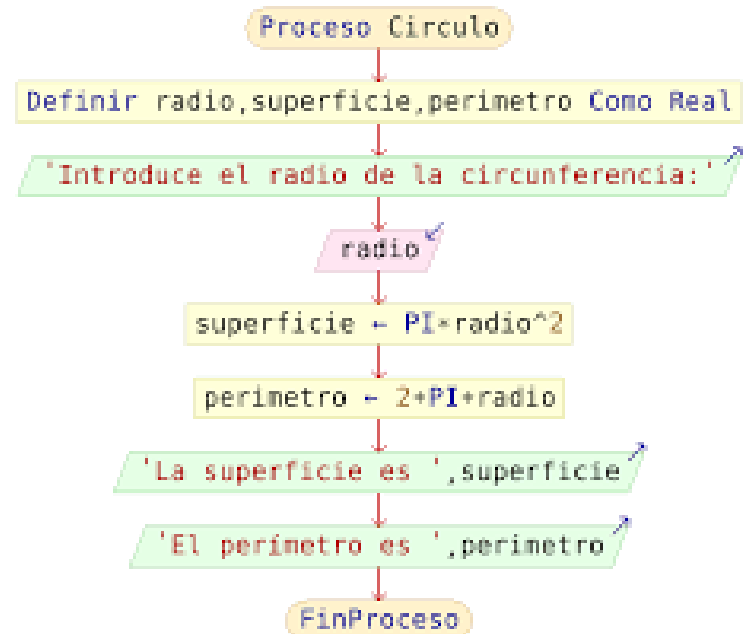 Proceso Circulo
Definir radio,superficie,perimetro Como Real
'Introduce el radio de la circunferencia:'
radio
superficie ← PI*radio^2
perimetro ← 2*PI*radio
'La superficie es ',superficie
'El perímetro es ',perimetro
FinProceso